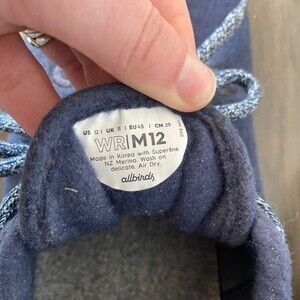 US 12 | UK 11 | EU 45 | CM 29
WR | M12
Made in Korea with Superfine
NZ Merino. Wash on
delicate. Air Dry.
allbirds